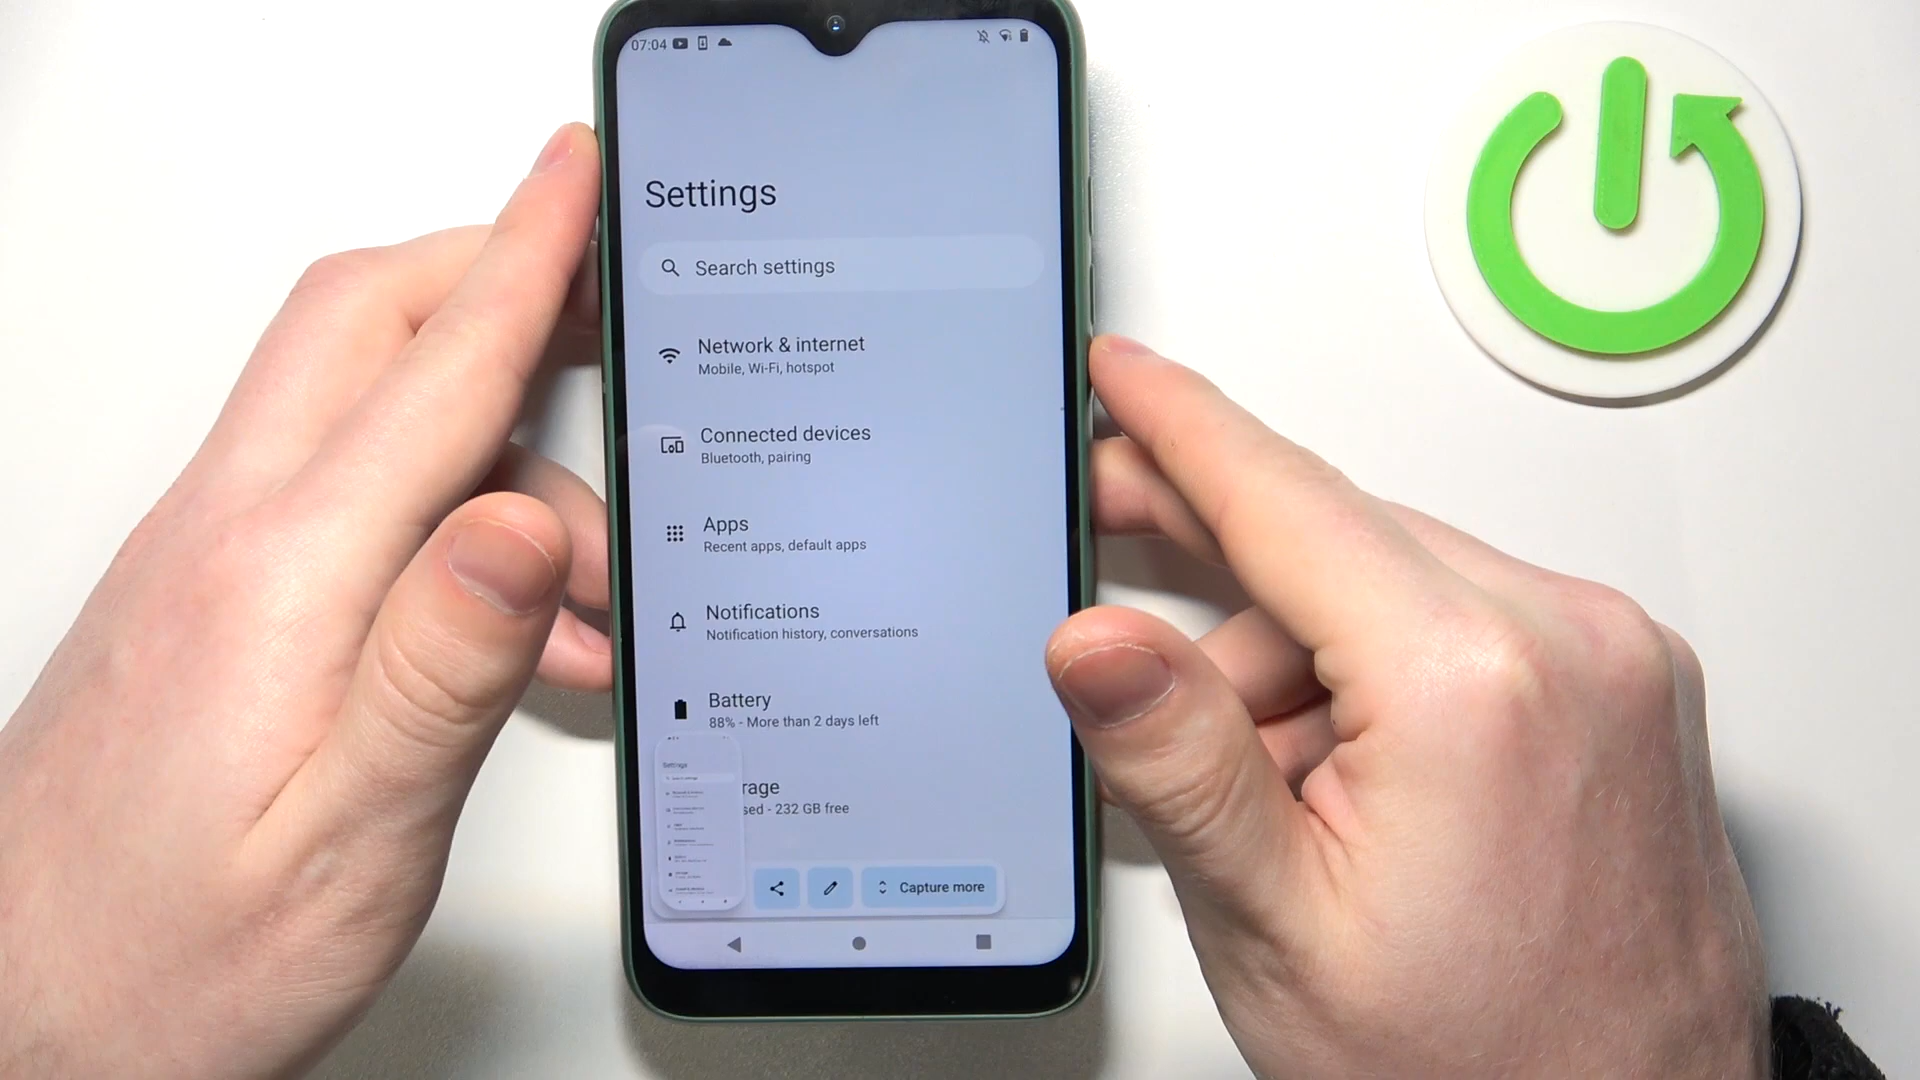 07:04
Settings
Search settings
Network & internet
Mobile, Wi-Fi, hotspot
Connected devices
Bluetooth, pairing
Apps
Recent apps, default apps
Notifications
Notification history, conversations
Battery
88% - More than 2 days left
rage
sed - 232 GB free
Settings
Capture more